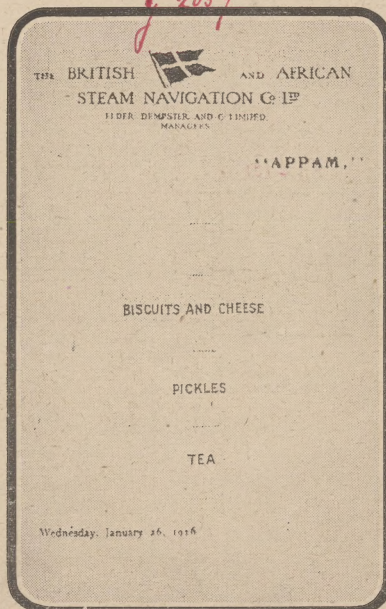 THE BRITISH AND AFRICAN
STEAM NAVIGATION Co LTD
ELDER DEMPSTER AND Co LIMITED.
MANAGERS
"APPAM,"
BISCUITS AND CHEESE
PICKLES
TEA
Wednesday, January 26, 1916